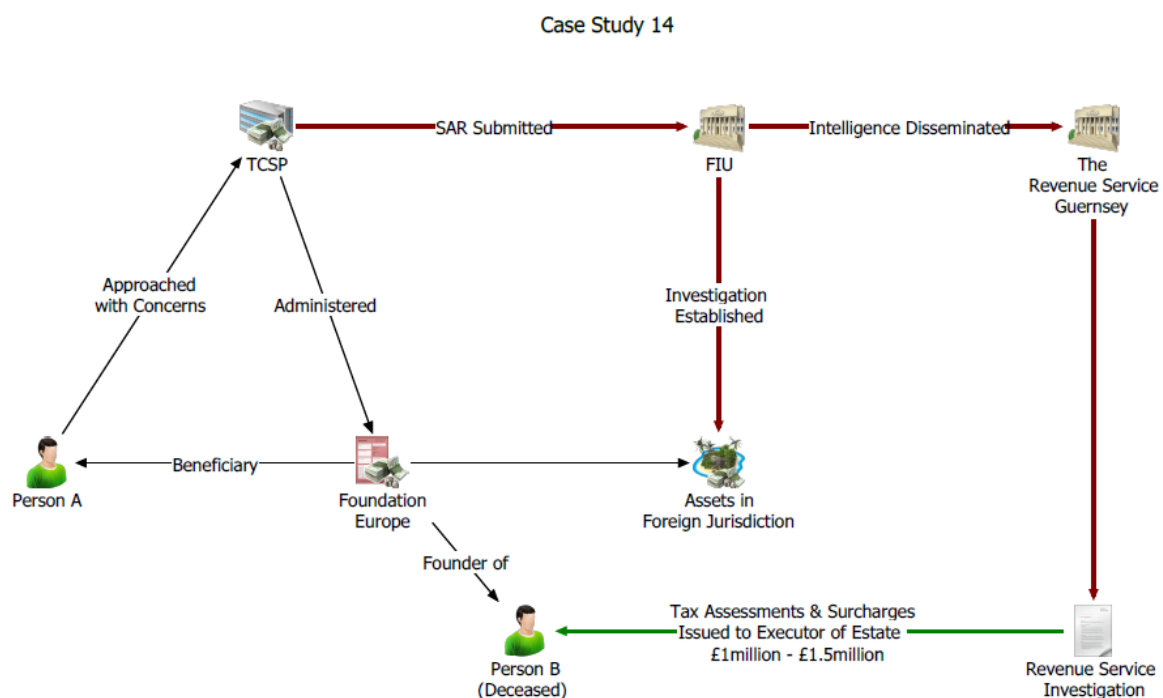 Case Study 14
SAR Submitted
Intelligence Disseminated
TCSP
FIU
The
Revenue Service
Guernsey
Approached
with Concerns
Administered
Investigation
Established
Beneficiary
Person A
Foundation
Europe
Assets in
Foreign Jurisdiction
Founder of
Tax Assessments & Surcharges
Issued to Executor of Estate
£1million - £1.5million
Person B
(Deceased)
Revenue Service
Investigation